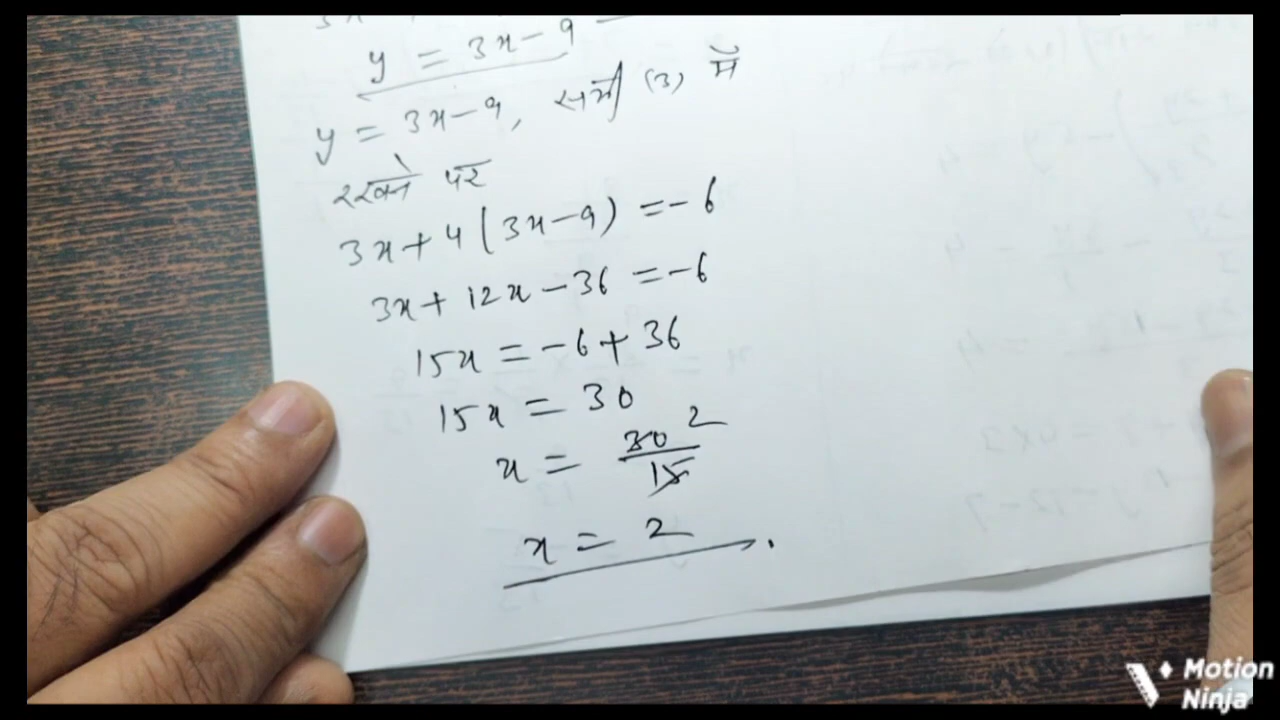 y = 3x-9
y = 3x-9, समी (3) में
रखने पर
3x+4(3x-9) =-6
3x+12x-36 =-6
15x =-6+36
15x = 30
x = 30/15 2
x = 2
Motion
Ninja